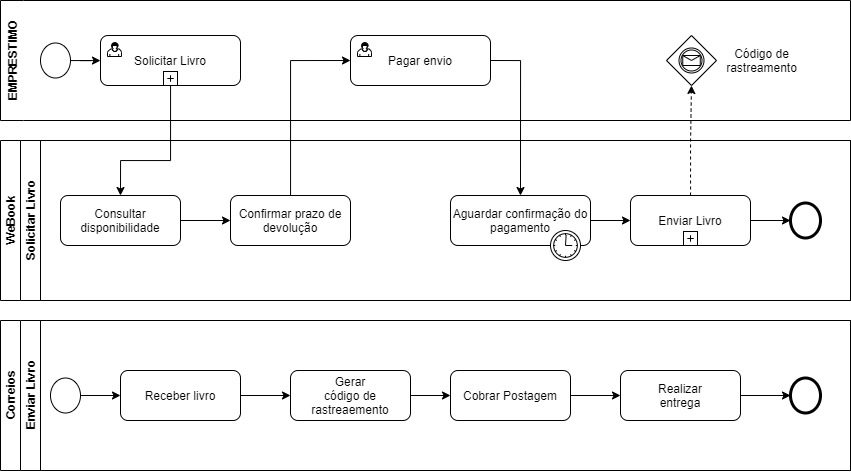 EMPRÉSTIMO
Solicitar Livro
Pagar envio
Código de
rastreamento
WeBook
Solicitar Livro
Consultar
disponibilidade
Confirmar prazo de
devolução
Aguardar confirmação do
pagamento
Enviar Livro
Correios
Enviar Livro
Receber livro
Gerar
código de
rastreaemento
Cobrar Postagem
Realizar
entrega